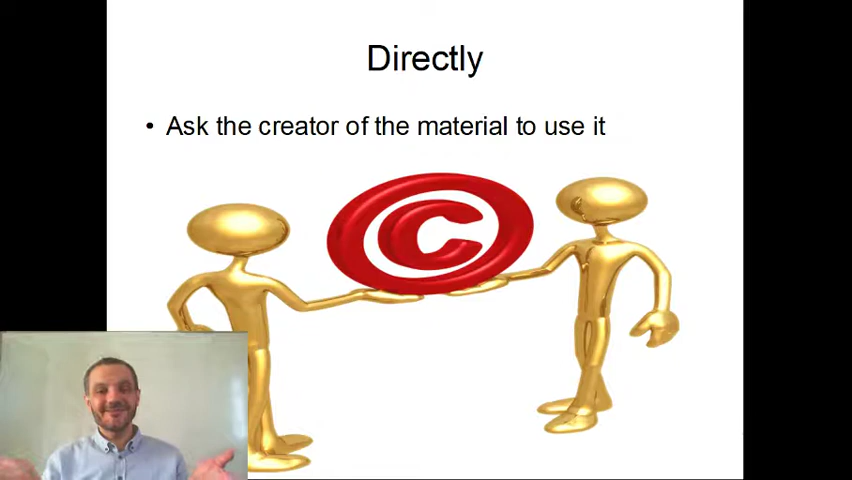 Directly
• Ask the creator of the material to use it
©